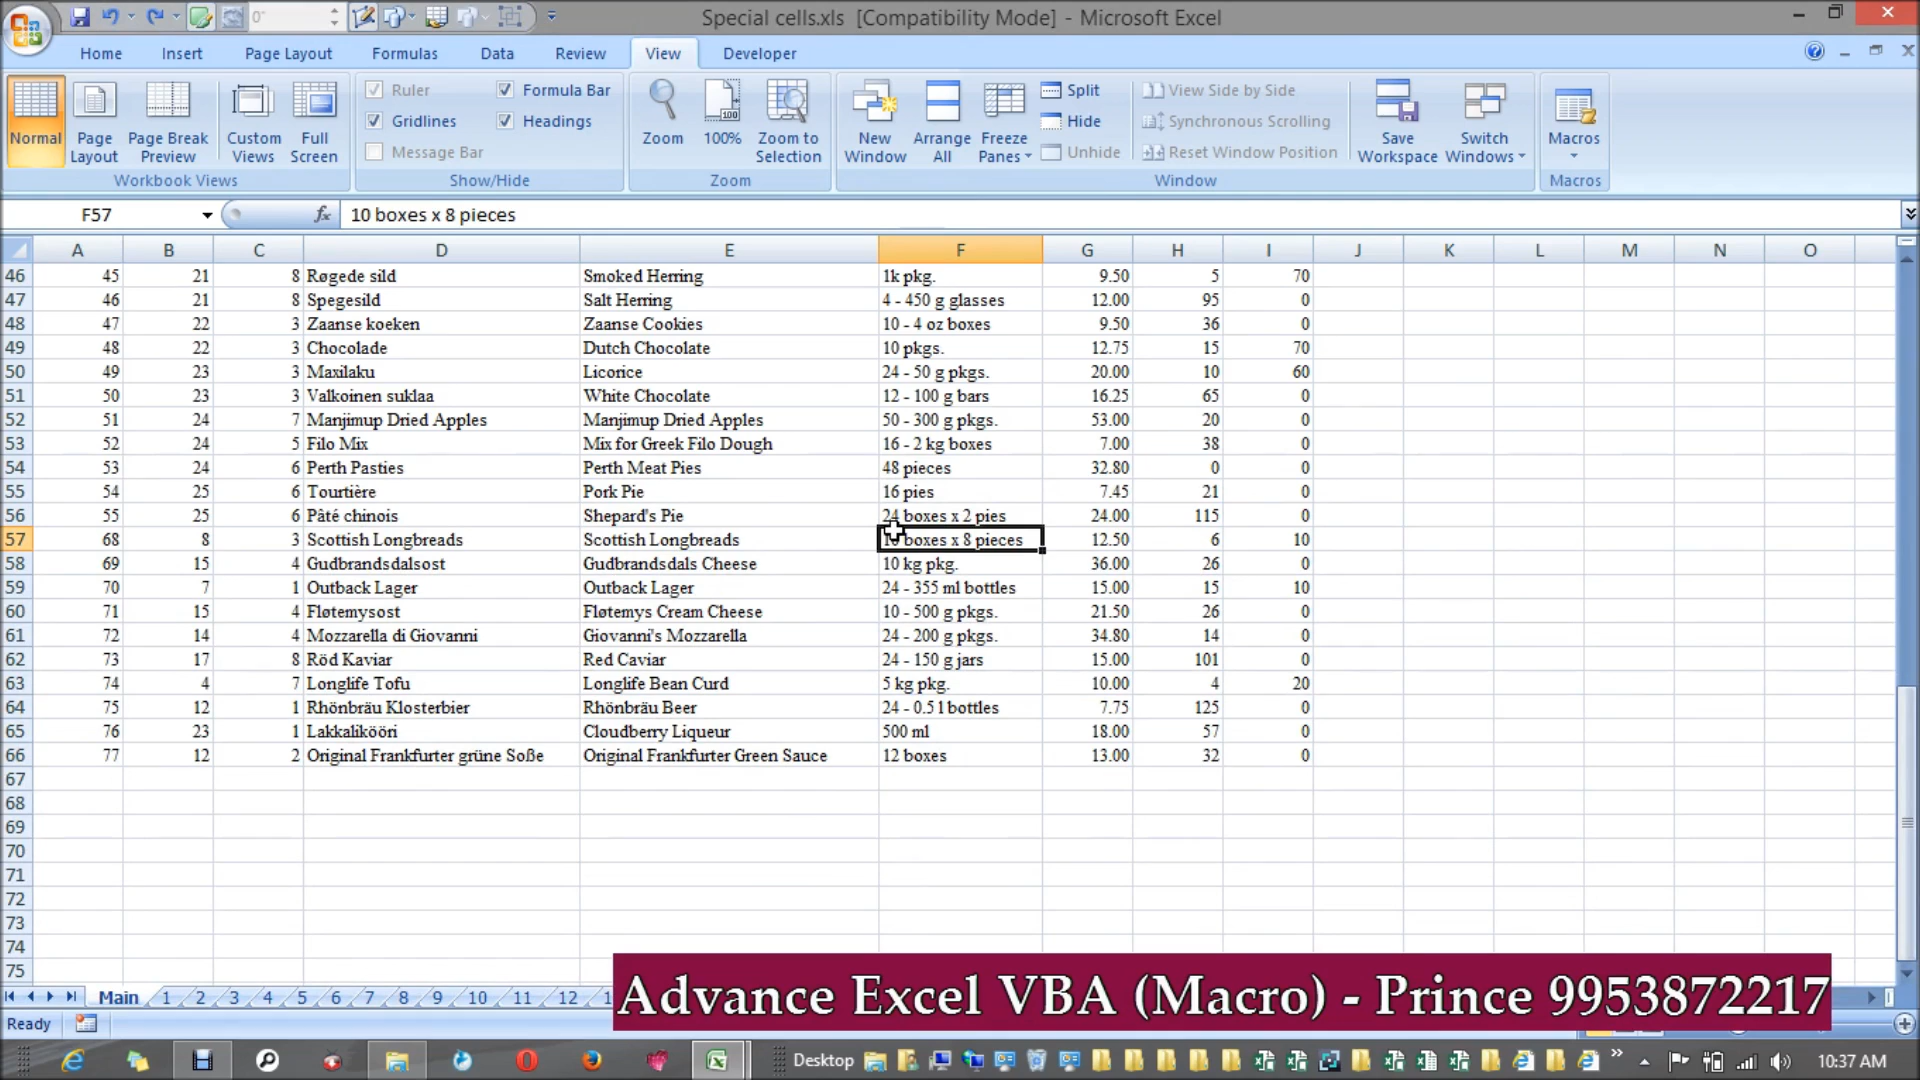 Special cells.xls [Compatibility Mode] - Microsoft Excel
Home Insert Page Layout Formulas Data Review View Developer
Normal Page Layout Page Break Preview Custom Views Full Screen
Workbook Views
Ruler Formula Bar
Gridlines Headings
Message Bar
Show/Hide
Zoom 100% Zoom to Selection
Zoom
New Window Arrange All Freeze Panes
Split Hide Unhide
View Side by Side
Synchronous Scrolling
Reset Window Position
Save Workspace Switch Windows
Window
Macros
Macros
F57 fx 10 boxes x 8 pieces
A B C D E F G H I J K L M N O
46 45 21 8 Røgede sild Smoked Herring 1k pkg. 9.50 5 70
47 46 21 8 Spegesild Salt Herring 4 - 450 g glasses 12.00 95 0
48 47 22 3 Zaanse koeken Zaanse Cookies 10 - 4 oz boxes 9.50 36 0
49 48 22 3 Chocolade Dutch Chocolate 10 pkgs. 12.75 15 70
50 49 23 3 Maxilaku Licorice 24 - 50 g pkgs. 20.00 10 60
51 50 23 3 Valkoinen suklaa White Chocolate 12 - 100 g bars 16.25 65 0
52 51 24 7 Manjimup Dried Apples Manjimup Dried Apples 50 - 300 g pkgs. 53.00 20 0
53 52 24 5 Filo Mix Mix for Greek Filo Dough 16 - 2 kg boxes 7.00 38 0
54 53 24 6 Perth Pasties Perth Meat Pies 48 pieces 32.80 0 0
55 54 25 6 Tourtière Pork Pie 16 pies 7.45 21 0
56 55 25 6 Pâté chinois Shepard's Pie 24 boxes x 2 pies 24.00 115 0
57 68 8 3 Scottish Longbreads Scottish Longbreads 10 boxes x 8 pieces 12.50 6 10
58 69 15 4 Gudbrandsdalsost Gudbrandsdals Cheese 10 kg pkg. 36.00 26 0
59 70 7 1 Outback Lager Outback Lager 24 - 355 ml bottles 15.00 15 10
60 71 15 4 Fløtemysost Fløtemys Cream Cheese 10 - 500 g pkgs. 21.50 26 0
61 72 14 4 Mozzarella di Giovanni Giovanni's Mozzarella 24 - 200 g pkgs. 34.80 14 0
62 73 17 8 Röd Kaviar Red Caviar 24 - 150 g jars 15.00 101 0
63 74 4 7 Longlife Tofu Longlife Bean Curd 5 kg pkg. 10.00 4 20
64 75 12 1 Rhönbräu Klosterbier Rhönbräu Beer 24 - 0.5 l bottles 7.75 125 0
65 76 23 1 Lakkalikööri Cloudberry Liqueur 500 ml 18.00 57 0
66 77 12 2 Original Frankfurter grüne Soße Original Frankfurter Green Sauce 12 boxes 13.00 32 0
67
68
69
70
71
72
73
74
75
Main 1 2 3 4 5 6 7 8 9 10 11 12
Advance Excel VBA (Macro) - Prince 9953872217
Ready
Desktop 10:37 AM